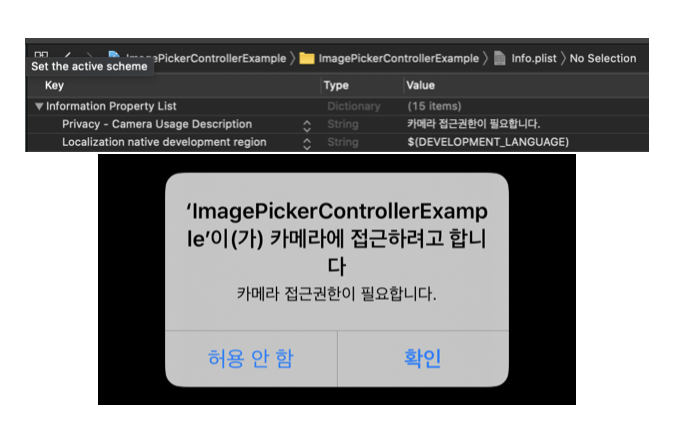 ImagePickerControllerExample 〉 ImagePickerControllerExample 〉 Info.plist 〉 No Selection
Set the active scheme
Key Type Value
Information Property List Dictionary (15 items)
Privacy - Camera Usage Description String 카메라 접근권한이 필요합니다.
Localization native development region String $(DEVELOPMENT_LANGUAGE)
‘ImagePickerControllerExamp
le’이(가) 카메라에 접근하려고 합니
다
카메라 접근권한이 필요합니다.
허용 안 함 확인